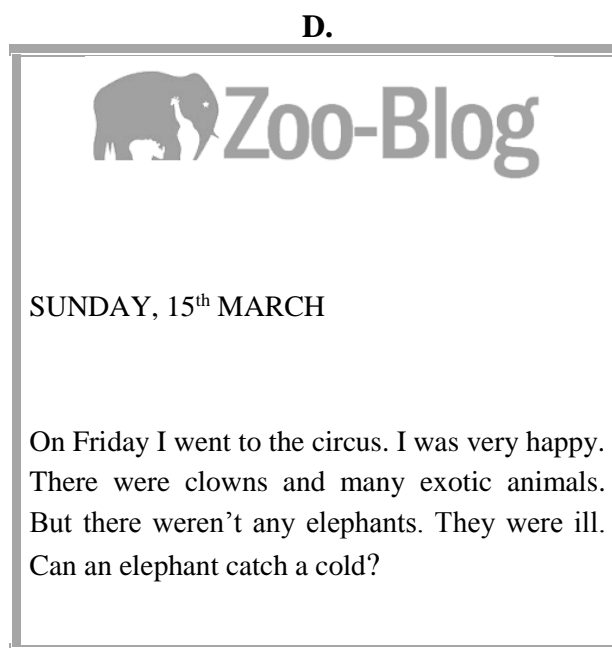 D.
Zoo-Blog
SUNDAY, 15th MARCH
On Friday I went to the circus. I was very happy.
There were clowns and many exotic animals.
But there weren't any elephants. They were ill.
Can an elephant catch a cold?